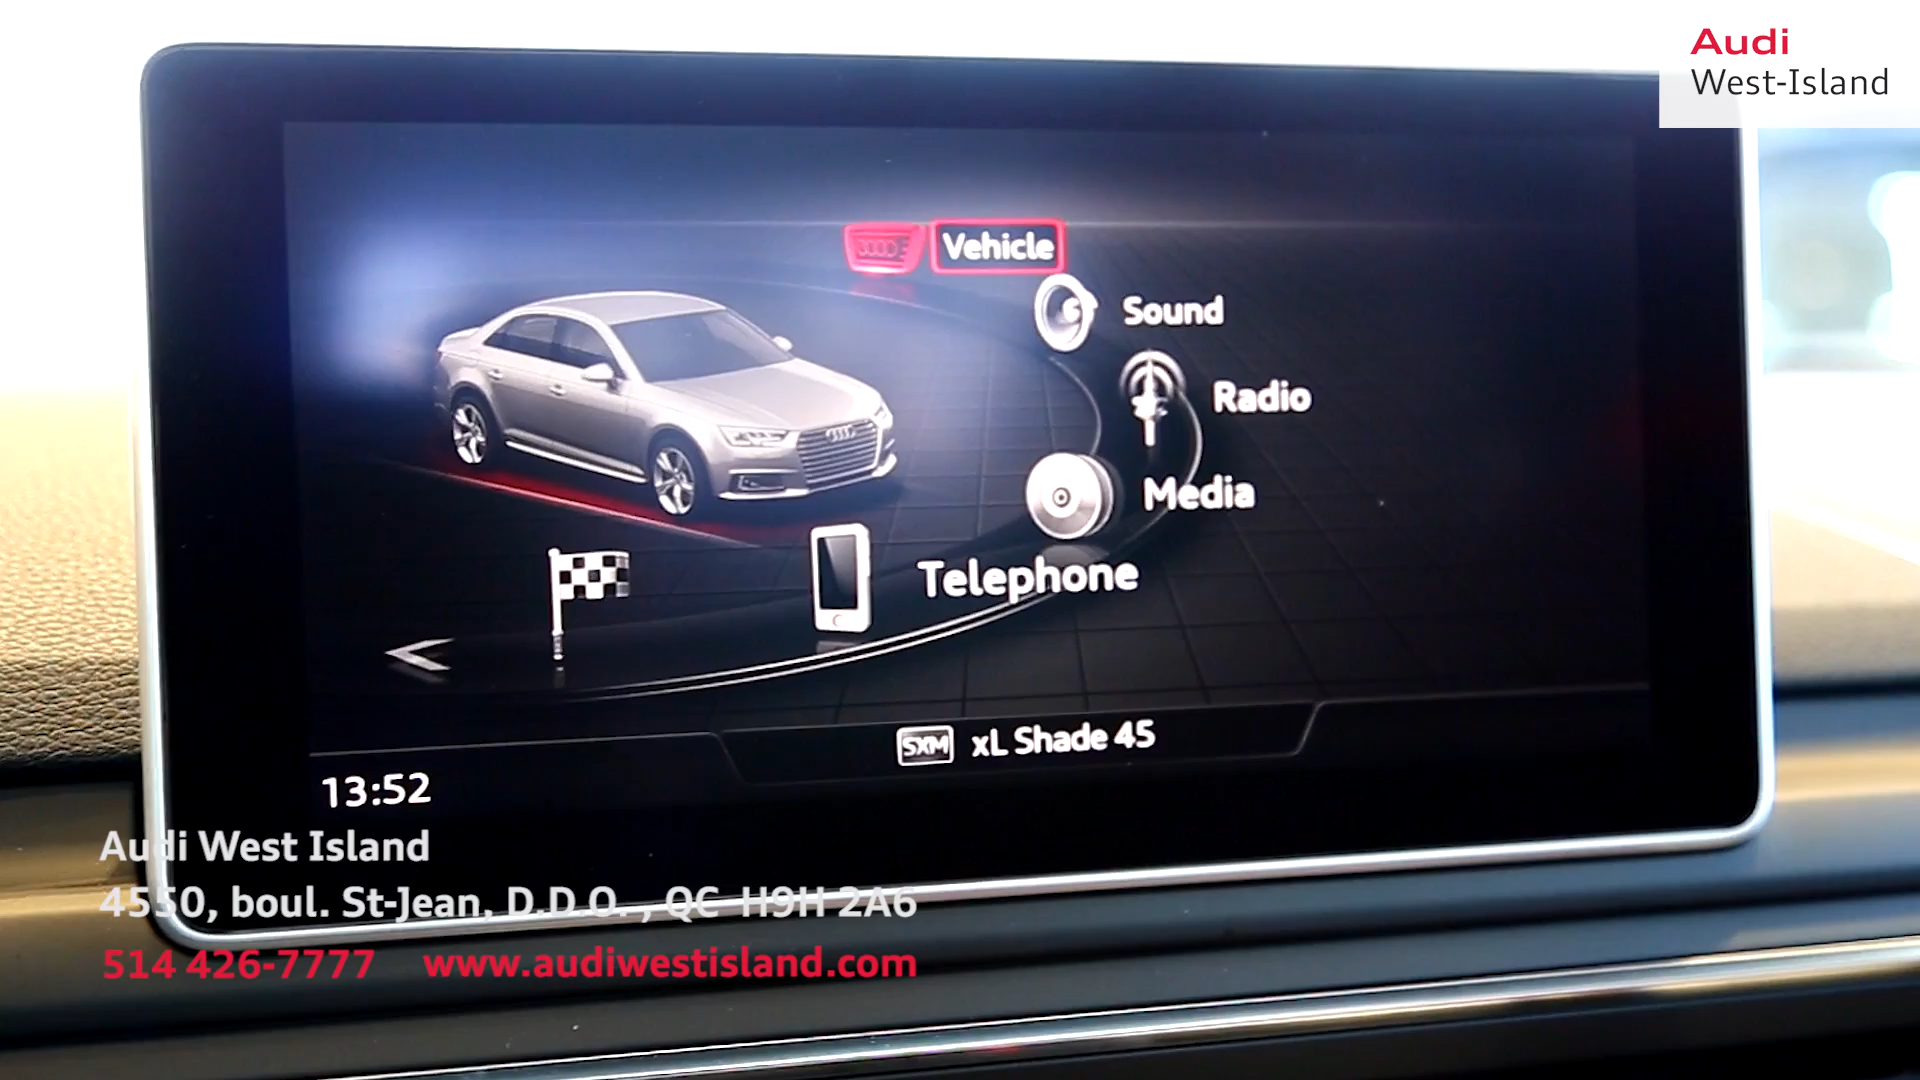 Audi
West-Island
Vehicle
Sound
Radio
Media
Telephone
SXM xL Shade 45
13:52
Audi West Island
4550, boul. St-Jean, D.D.O. , QC H9H 2A6
514 426-7777 www.audiwestisland.com